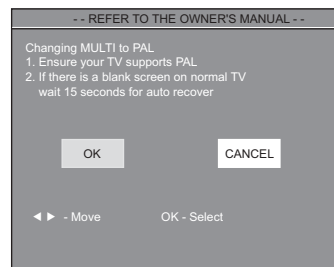 - - REFER TO THE OWNER'S MANUAL - -
Changing MULTI to PAL
1. Ensure your TV supports PAL
2. If there is a blank screen on normal TV
wait 15 seconds for auto recover
OK CANCEL
◄ ► - Move OK - Select